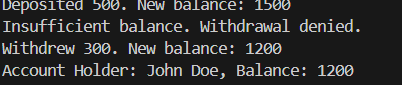 Deposited 500. New balance: 1500
Insufficient balance. Withdrawal denied.
Withdrew 300. New balance: 1200
Account Holder: John Doe, Balance: 1200